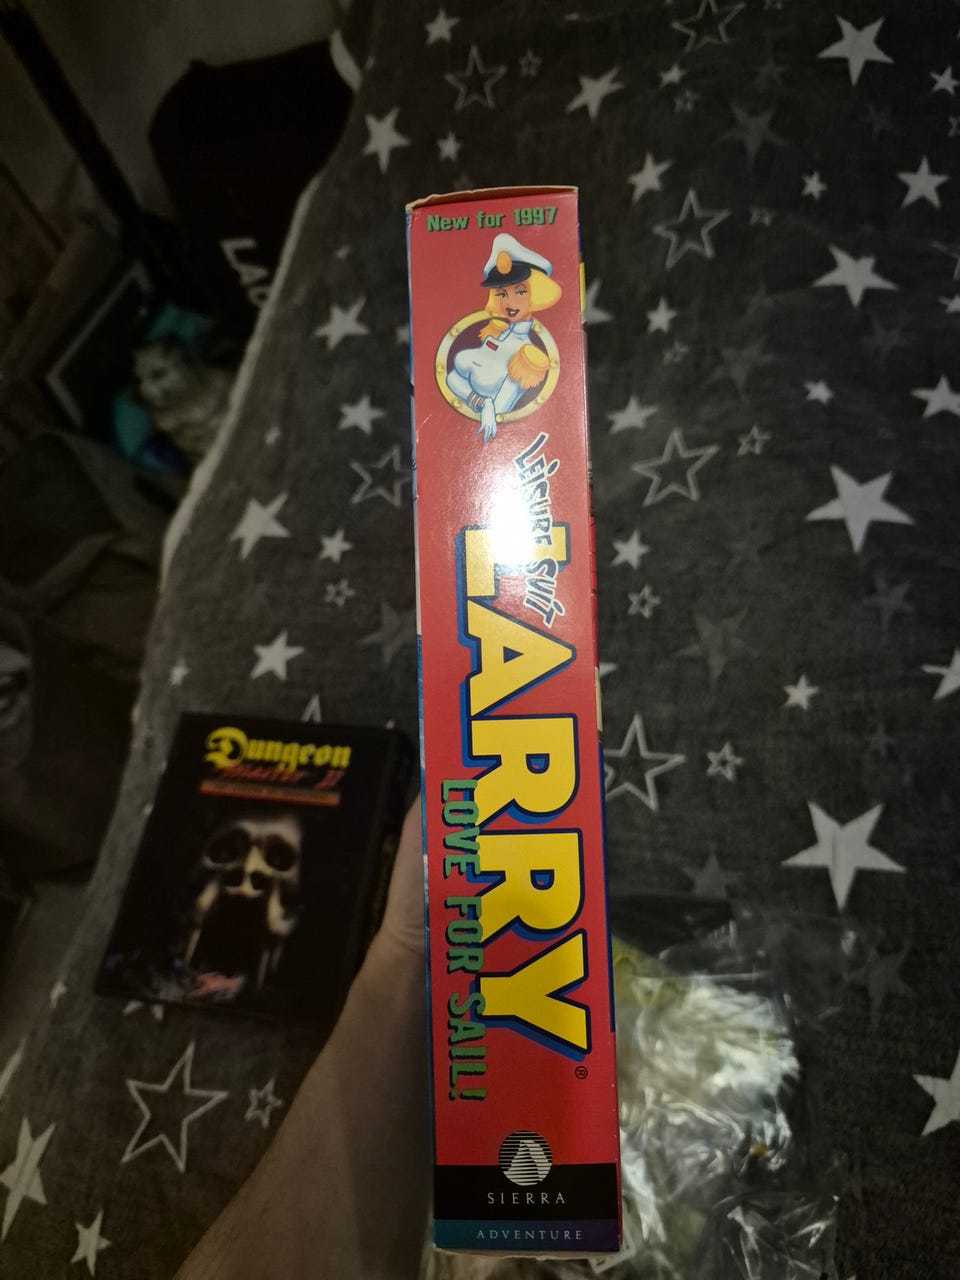 New for 1997
LEISURE SUIT
LARRY®
LOVE FOR SAIL!
SIERRA
ADVENTURE
Dungeon
Master II